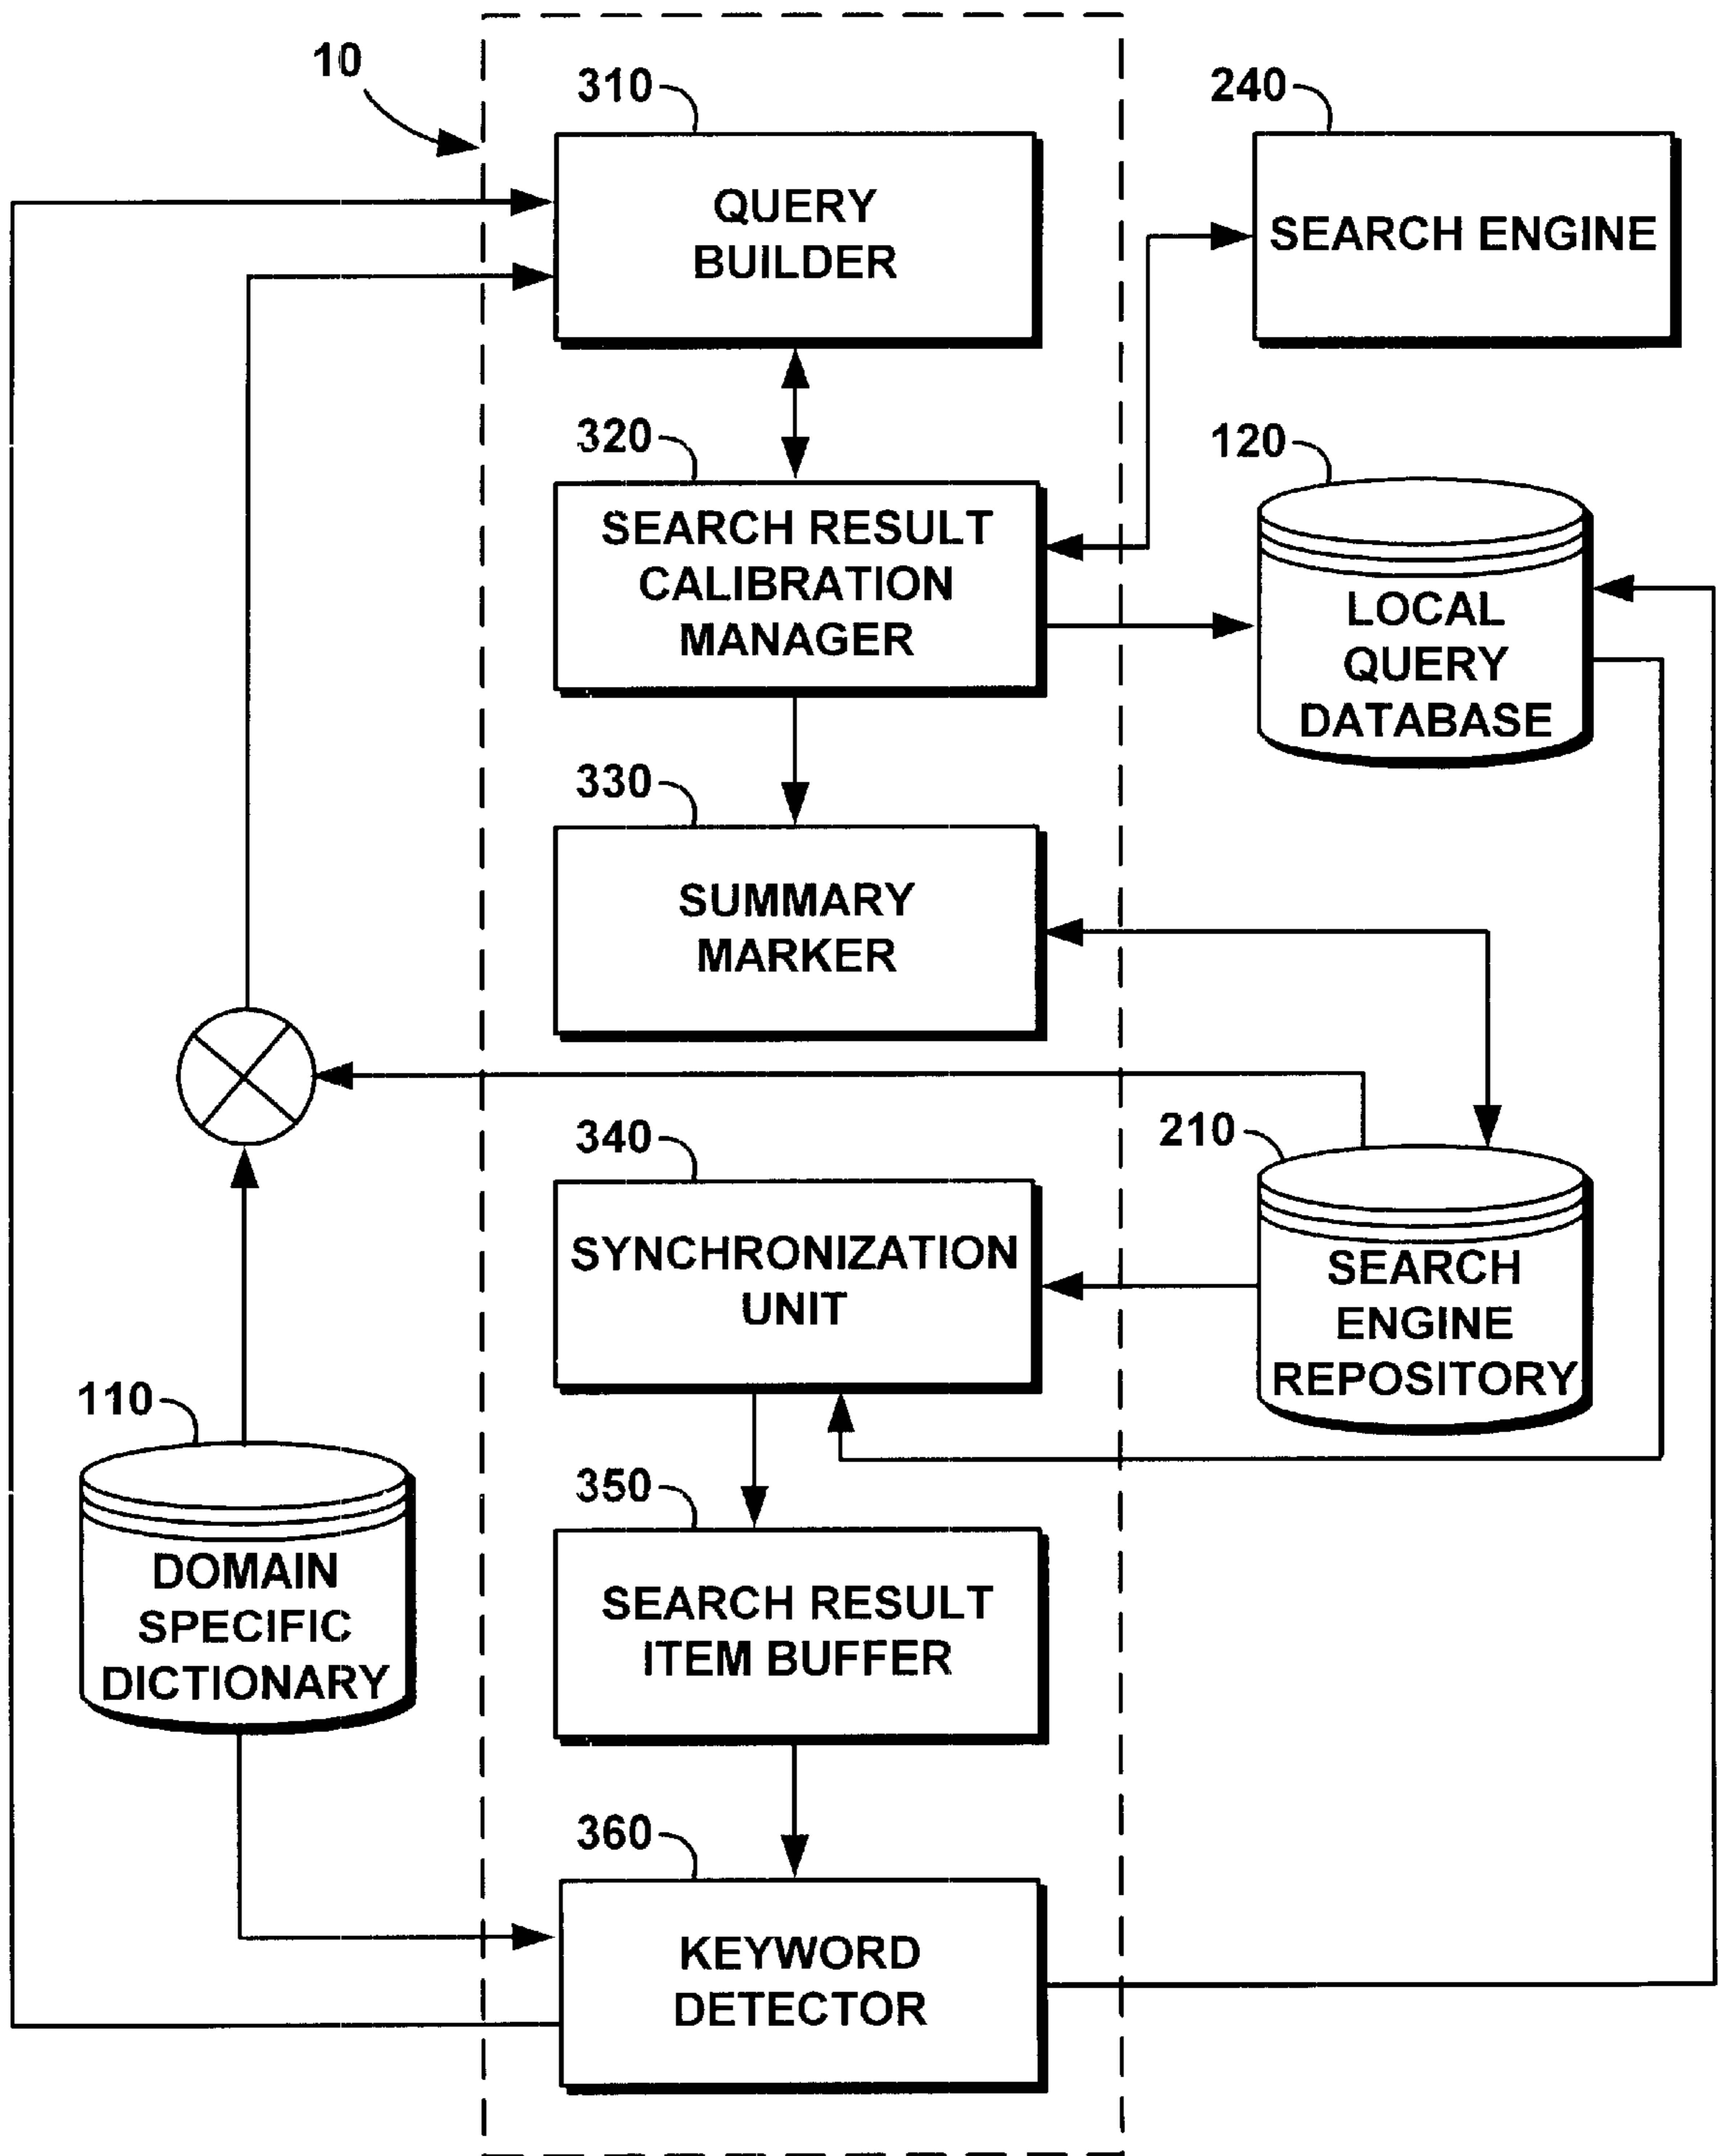 10
310
QUERY
BUILDER
240
SEARCH ENGINE
320
SEARCH RESULT
CALIBRATION
MANAGER
120
LOCAL
QUERY
DATABASE
330
SUMMARY
MARKER
340
SYNCHRONIZATION
UNIT
210
SEARCH
ENGINE
REPOSITORY
110
DOMAIN
SPECIFIC
DICTIONARY
350
SEARCH RESULT
ITEM BUFFER
360
KEYWORD
DETECTOR